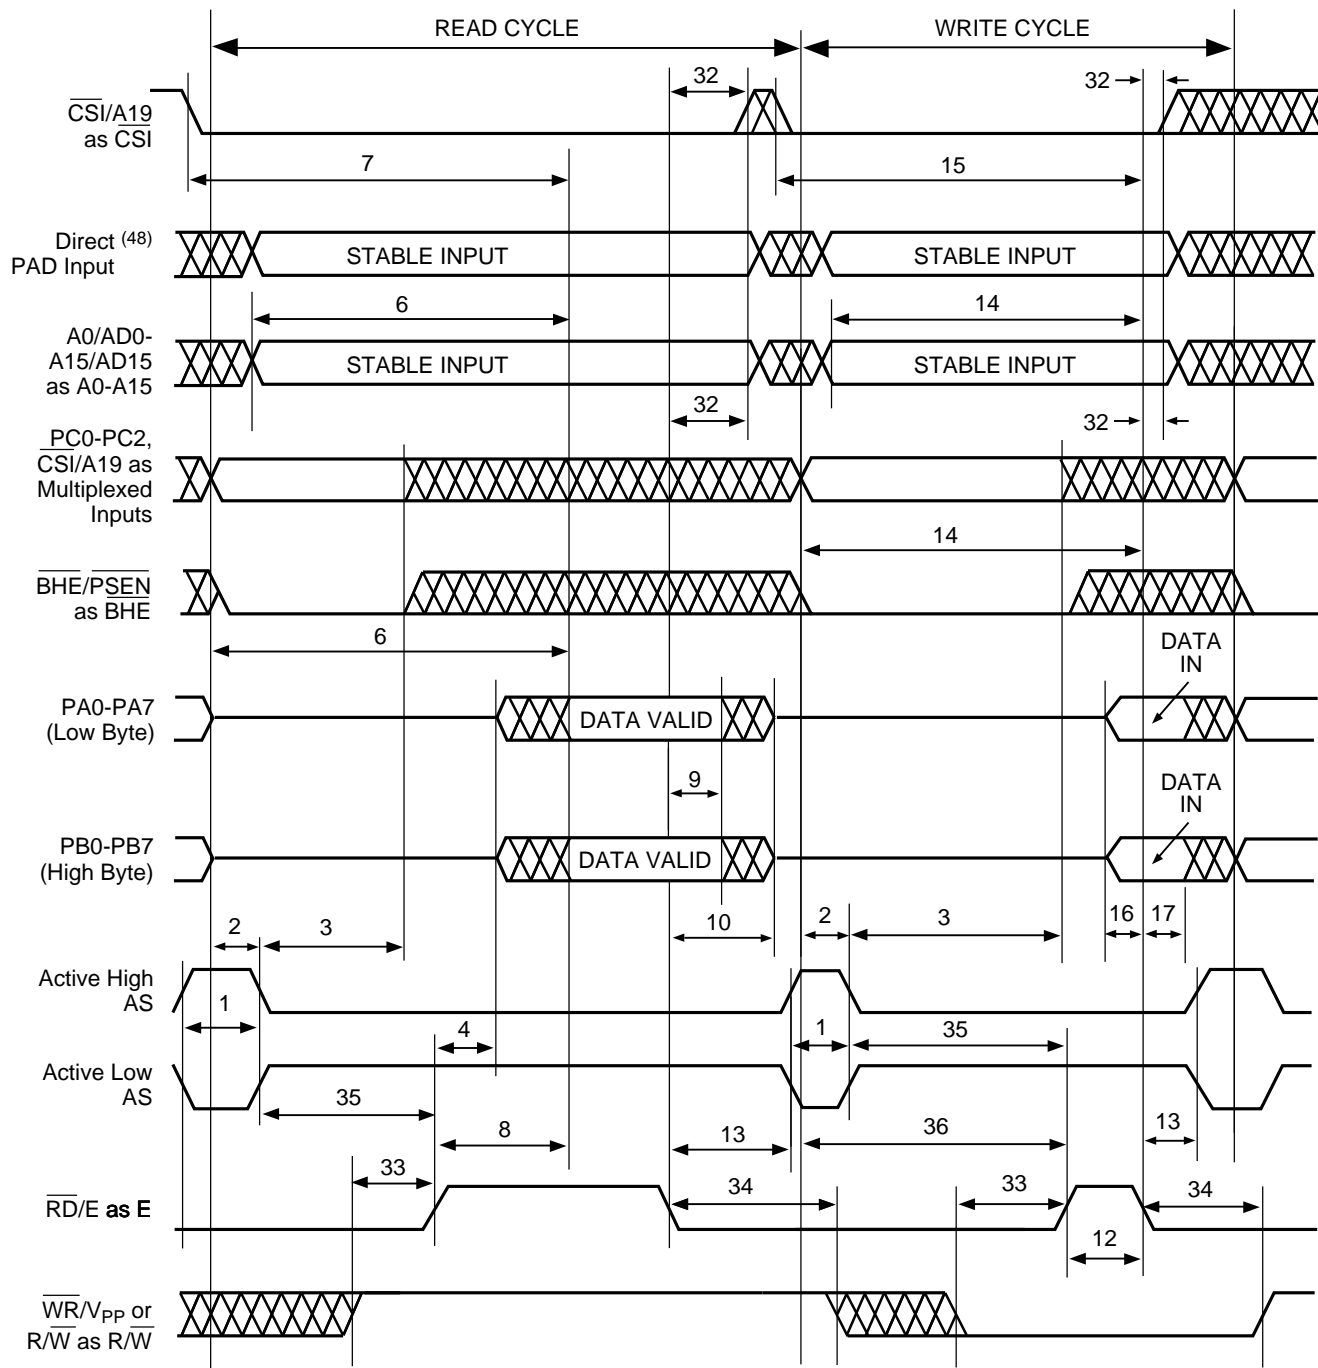 READ CYCLE
WRITE CYCLE
32
32
CSI/A19
as CSI
7
15
Direct (48)
PAD Input
STABLE INPUT
STABLE INPUT
6
14
A0/AD0-
A15/AD15
as A0-A15
STABLE INPUT
STABLE INPUT
32
32
PC0-PC2,
CSI/A19 as
Multiplexed
Inputs
14
BHE/PSEN
as BHE
6
DATA
IN
PA0-PA7
(Low Byte)
DATA VALID
9
DATA
IN
PB0-PB7
(High Byte)
DATA VALID
2
3
10
2
3
16
17
Active High
AS
1
4
1
35
Active Low
AS
35
8
13
36
13
33
34
33
34
RD/E as E
12
WR/VPP or
R/W as R/W